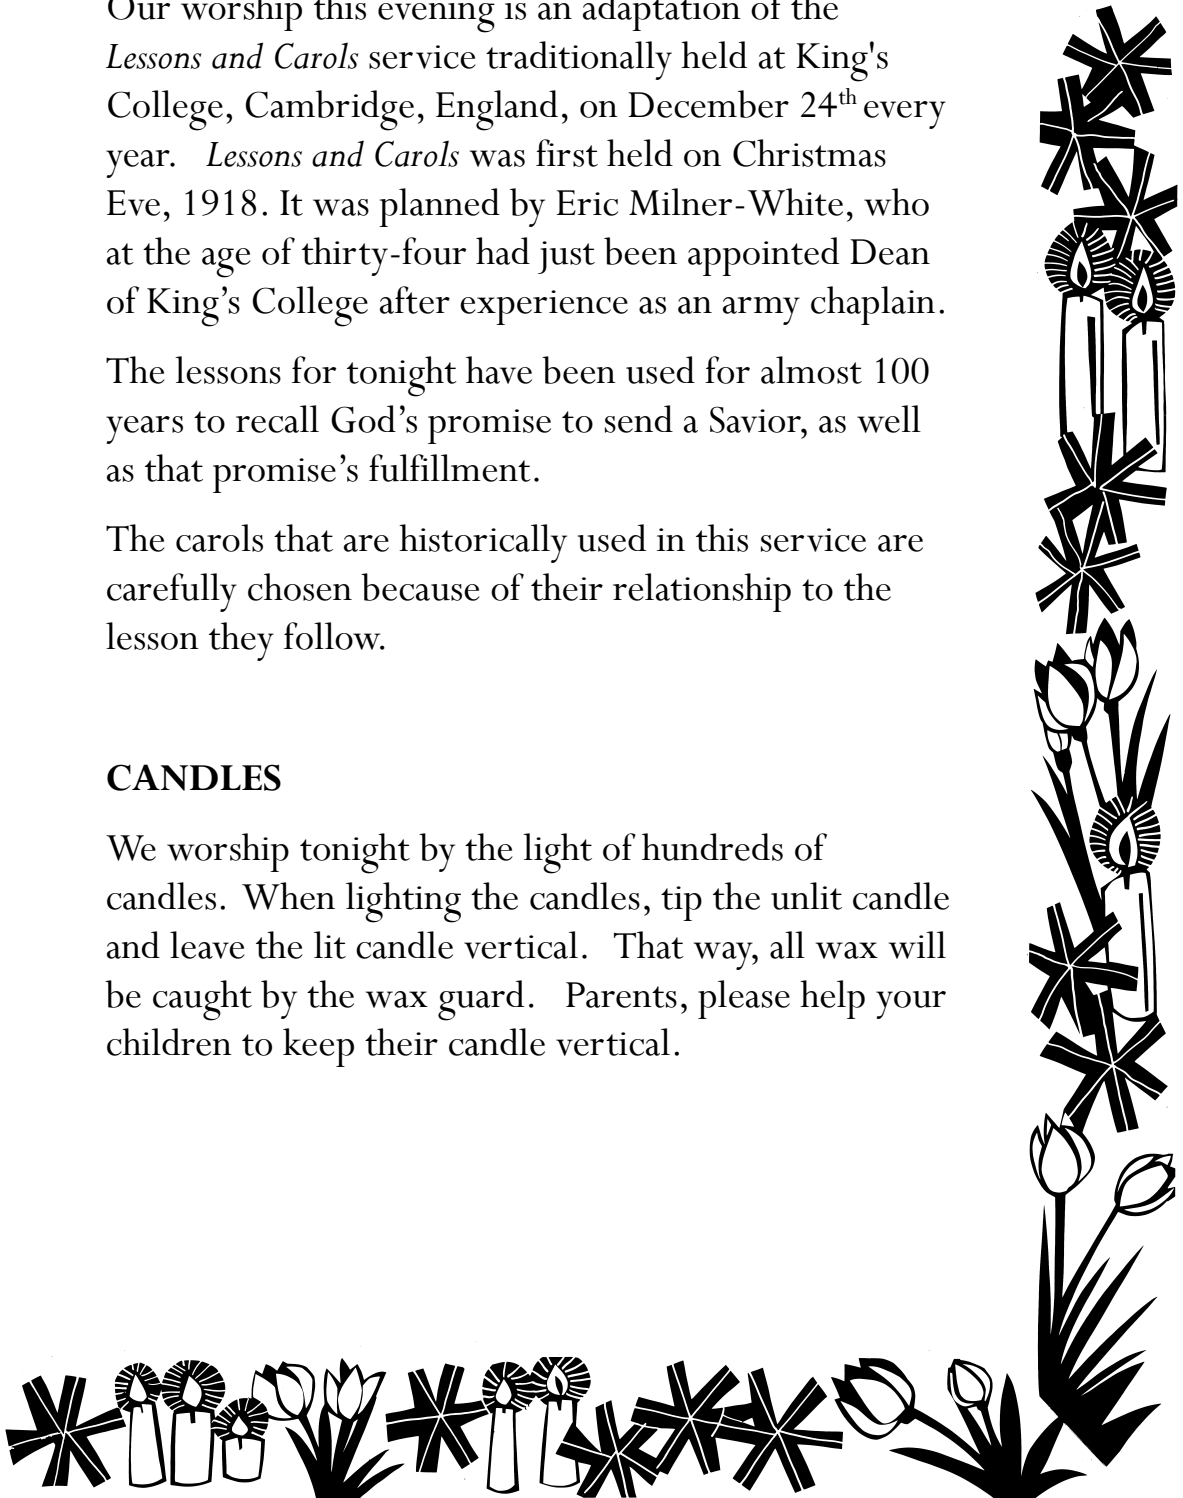 Our worship this evening is an adaptation of the
Lessons and Carols service traditionally held at King's
College, Cambridge, England, on December 24th every
year. Lessons and Carols was first held on Christmas
Eve, 1918. It was planned by Eric Milner-White, who
at the age of thirty-four had just been appointed Dean
of King’s College after experience as an army chaplain.
The lessons for tonight have been used for almost 100
years to recall God’s promise to send a Savior, as well
as that promise’s fulfillment.
The carols that are historically used in this service are
carefully chosen because of their relationship to the
lesson they follow.
CANDLES
We worship tonight by the light of hundreds of
candles. When lighting the candles, tip the unlit candle
and leave the lit candle vertical. That way, all wax will
be caught by the wax guard. Parents, please help your
children to keep their candle vertical.